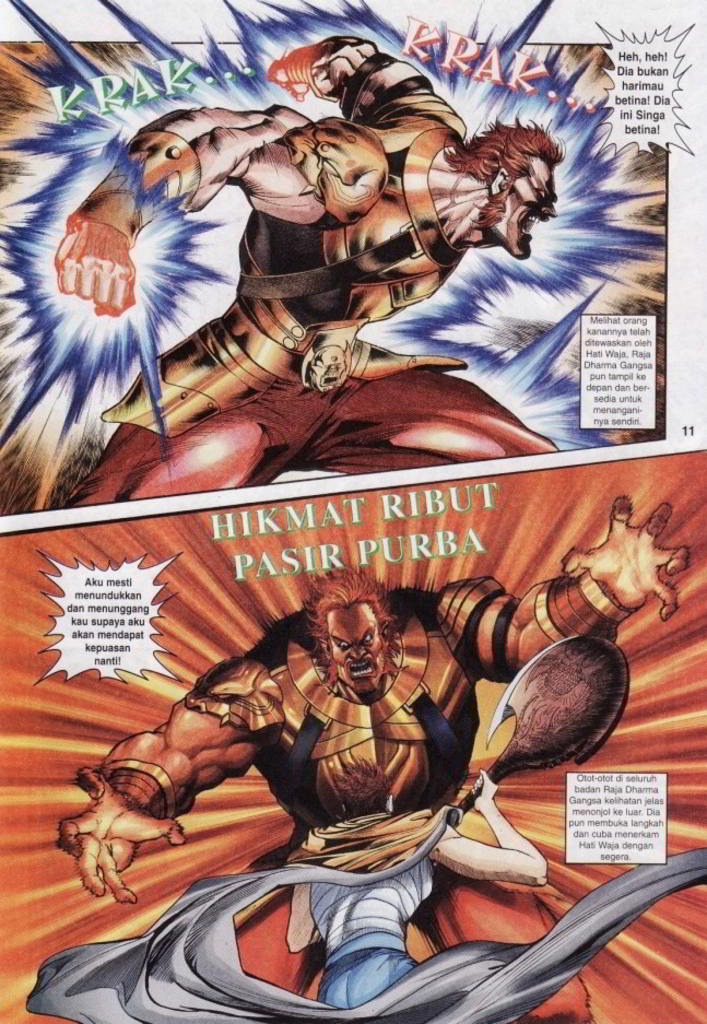 KRAK...
KRAK...
Heh, heh!
Dia bukan
harimau
betina! Dia
ini Singa
betina!
Melihat orang
kanannya telah
ditewaskan oleh
Hati Waja, Raja
Dharma Gangsa
pun tampil ke
depan dan ber-
sedia untuk
menangani-
nya sendiri.
11
HIKMAT RIBUT
PASIR PURBA
Aku mesti
menundukkan
dan menunggang
kau supaya aku
akan mendapat
kepuasan
nanti!
Otot-otot di seluruh
badan Raja Dharma
Gangsa kelihatan jelas
menonjol ke luar. Dia
pun membuka langkah
dan cuba menerkam
Hati Waja dengan
segera.